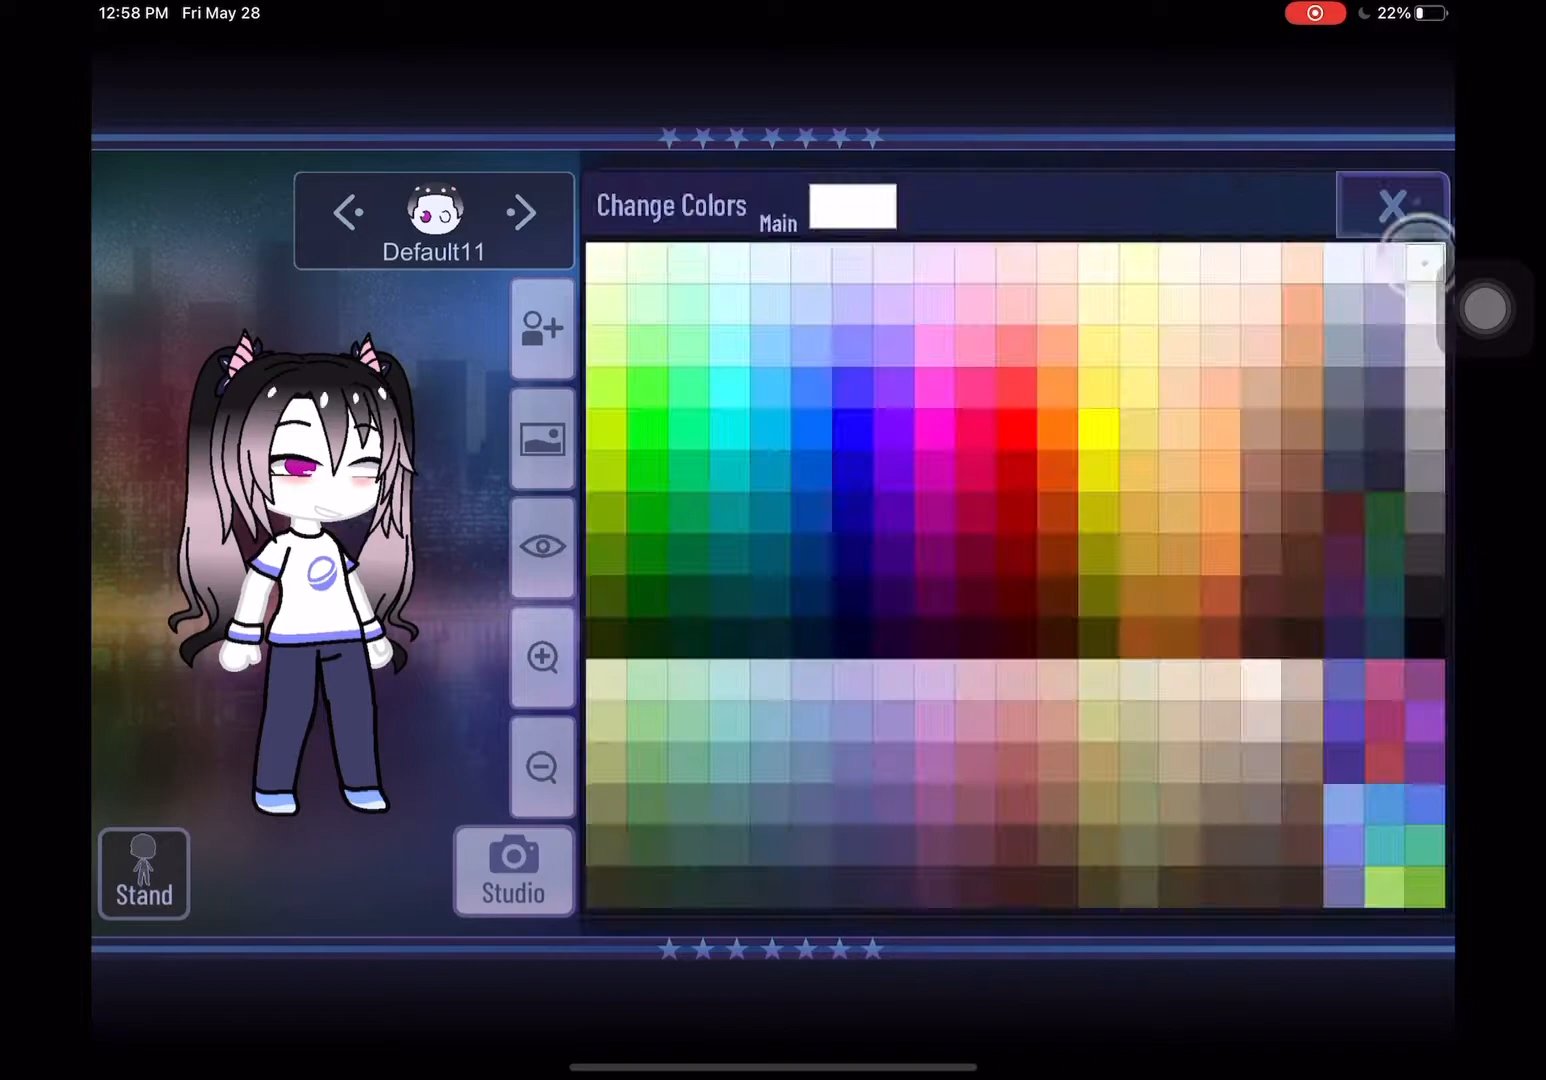 12:58 PM Fri May 28
22%
Default11
Change Colors
Main
X
Stand
Studio